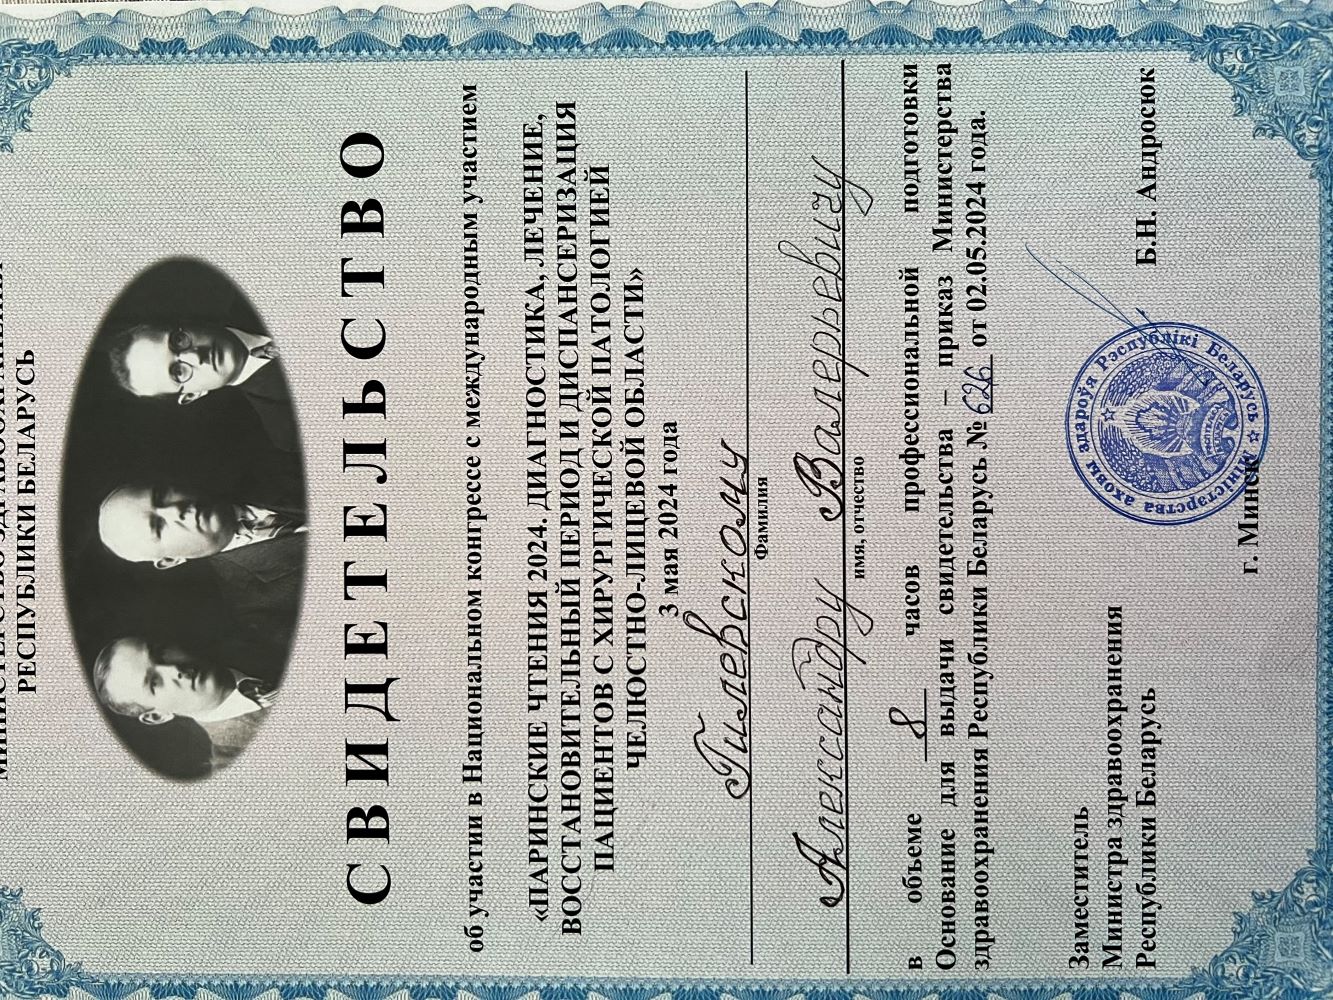 МИНИСТЕРСТВО ЗДРАВООХРАНЕНИЯ
РЕСПУБЛИКИ БЕЛАРУСЬ
СВИДЕТЕЛЬСТВО
об участии в Национальном конгрессе с международным участием
«ПАРИНСКИЕ ЧТЕНИЯ 2024. ДИАГНОСТИКА, ЛЕЧЕНИЕ,
ВОССТАНОВИТЕЛЬНЫЙ ПЕРИОД И ДИСПАНСЕРИЗАЦИЯ
ПАЦИЕНТОВ С ХИРУРГИЧЕСКОЙ ПАТОЛОГИЕЙ
ЧЕЛЮСТНО-ЛИЦЕВОЙ ОБЛАСТИ»
3 мая 2024 года
Гилевскому
Фамилия
Александру Валерьевичу
имя, отчество
в объеме 8 часов профессиональной подготовки
Основание для выдачи свидетельства – приказ Министерства
здравоохранения Республики Беларусь № 626 от 02.05.2024 года.
Заместитель
Министра здравоохранения
Республики Беларусь Б.Н. Андросюк
Міністэрства аховы здароўя Рэспублікі Беларусь
г. Минск